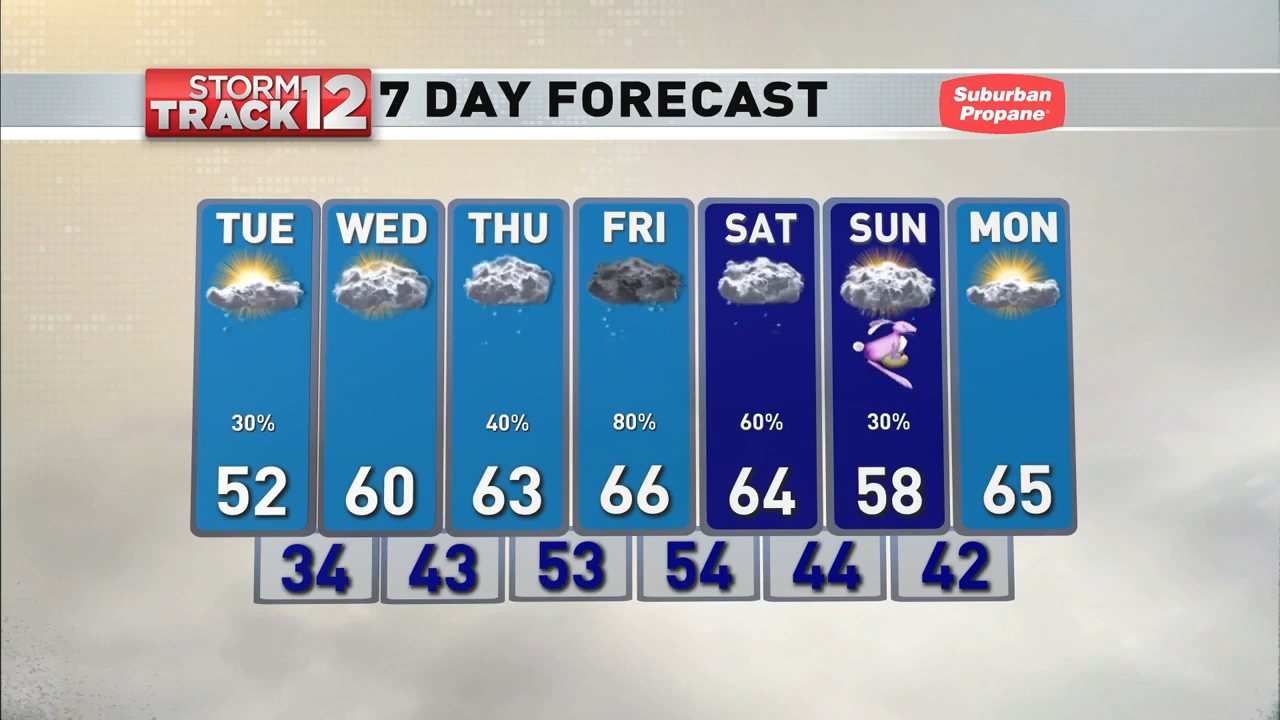 STORM
TRACK 12
7 DAY FORECAST
Suburban
Propane®
TUE WED THU FRI SAT SUN MON
30% 40% 80% 60% 30%
52 60 63 66 64 58 65
34 43 53 54 44 42